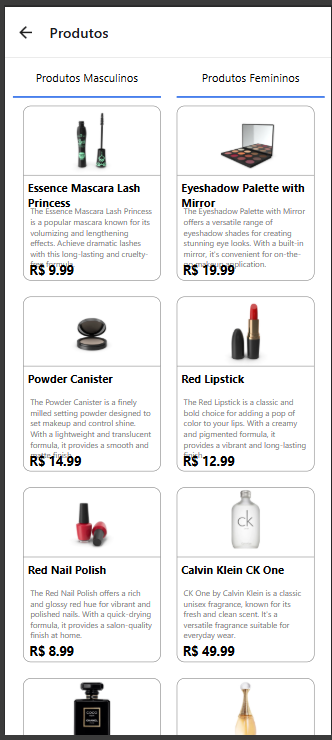 Produtos
Produtos Masculinos
Produtos Femininos
Essence Mascara Lash
Princess
The Essence Mascara Lash Princess
is a popular mascara known for its
volumizing and lengthening
effects. Achieve dramatic lashes
with this long-lasting and cruelty-
free formula.
R$ 9.99
Eyeshadow Palette with
Mirror
The Eyeshadow Palette with Mirror
offers a versatile range of
eyeshadow shades for creating
stunning eye looks. With a built-in
mirror, it's convenient for on-the-
go makeup application.
R$ 19.99
Powder Canister
The Powder Canister is a finely
milled setting powder designed to
set makeup and control shine.
With a lightweight and translucent
formula, it provides a smooth and
matte finish.
R$ 14.99
Red Lipstick
The Red Lipstick is a classic and
bold choice for adding a pop of
color to your lips. With a creamy
and pigmented formula, it
provides a vibrant and long-lasting
finish.
R$ 12.99
Red Nail Polish
The Red Nail Polish offers a rich
and glossy red hue for vibrant and
polished nails. With a quick-drying
formula, it provides a salon-quality
finish at home.
R$ 8.99
ck
Calvin Klein CK One
CK One by Calvin Klein is a classic
unisex fragrance, known for its
fresh and clean scent. It's a
versatile fragrance suitable for
everyday wear.
R$ 49.99
COCO
CHANEL